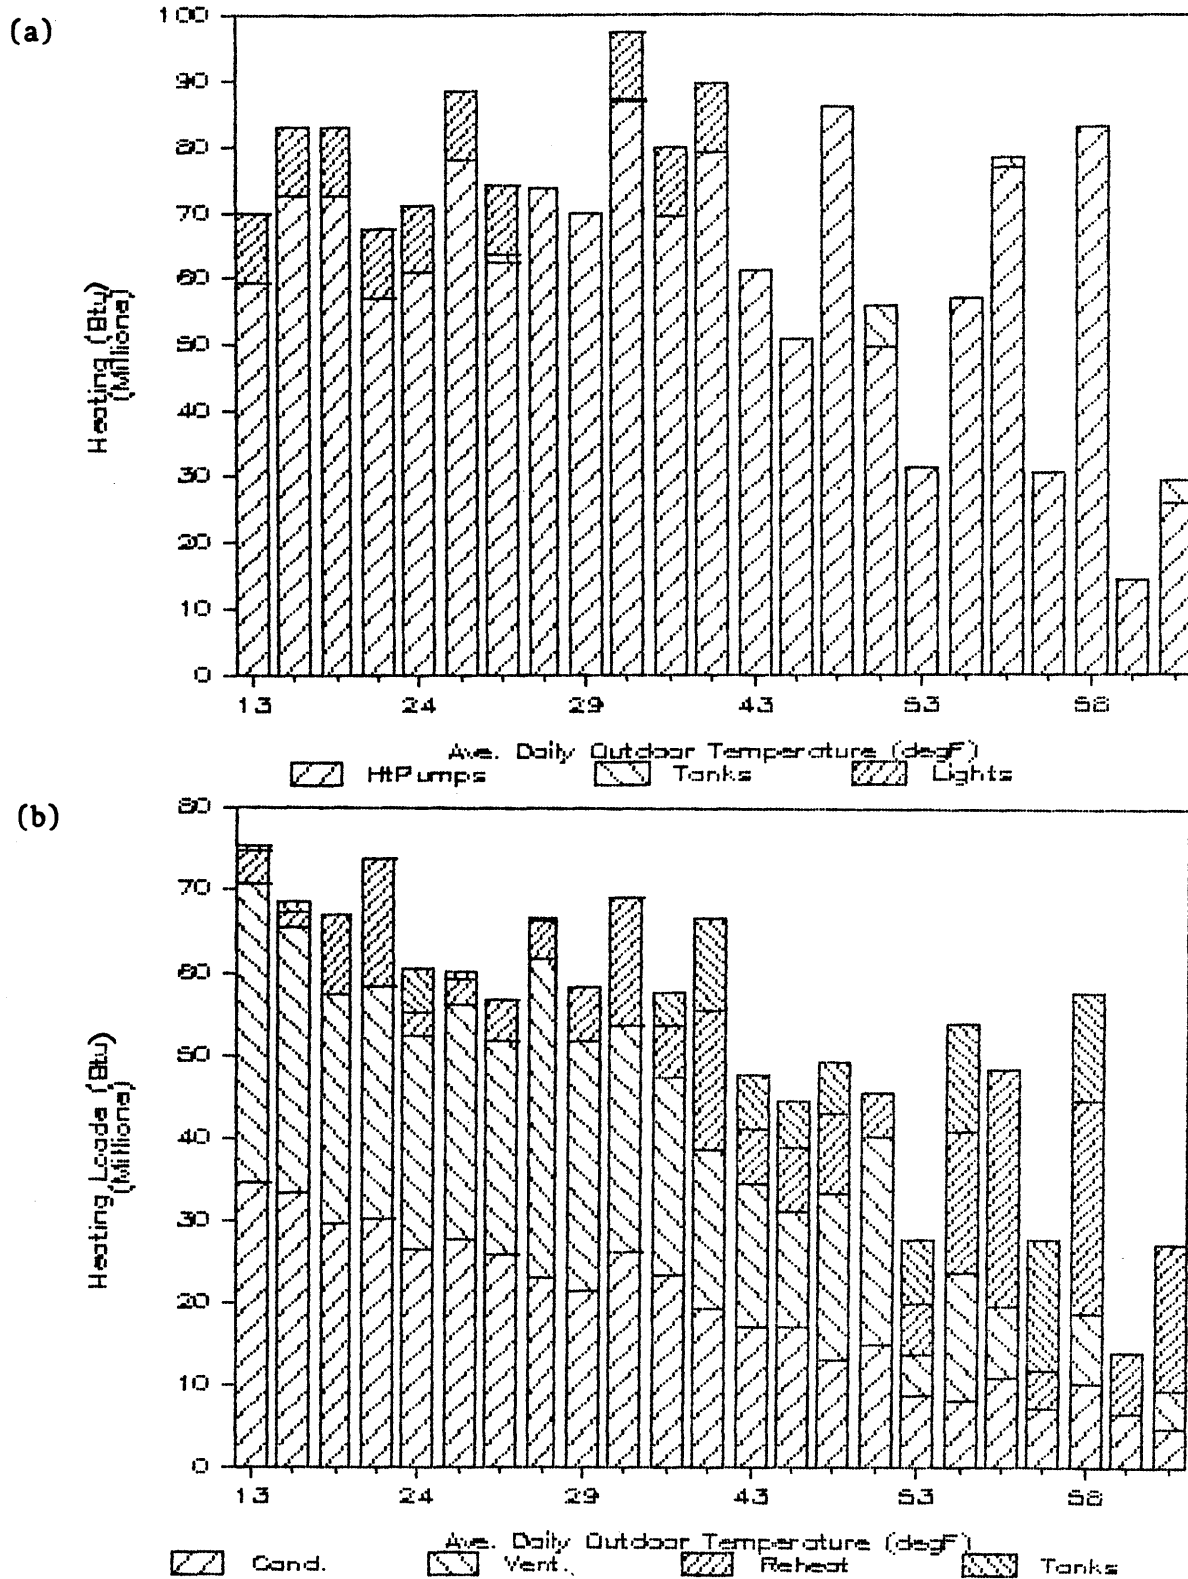 (a)
100
90
80
70
60
50
40
30
20
10
0
Heating (Btu)
(Millions)
13 24 29 43 53 58
Ave. Daily Outdoor Temperature (degF)
HtPumps Tanks Lights
(b)
80
70
60
50
40
30
20
10
0
Heating Loads (Btu)
(Millions)
13 24 29 43 53 58
Ave. Daily Outdoor Temperature (degF)
Cond. Vent. Reheat Tanks